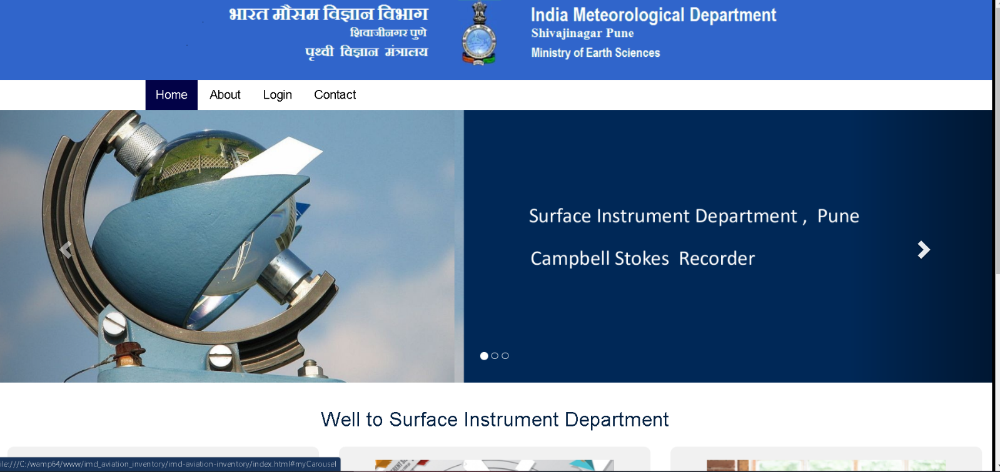 भारत मौसम विज्ञान विभाग
शिवाजीनगर पुणे
पृथ्वी विज्ञान मंत्रालय
India Meteorological Department
Shivajinagar Pune
Ministry of Earth Sciences
Home About Login Contact
Surface Instrument Department , Pune
Campbell Stokes Recorder
Well to Surface Instrument Department
ile:///C:/wamp64/www/imd_aviation_inventory/imd-aviation-inventory/index.html#myCarousel